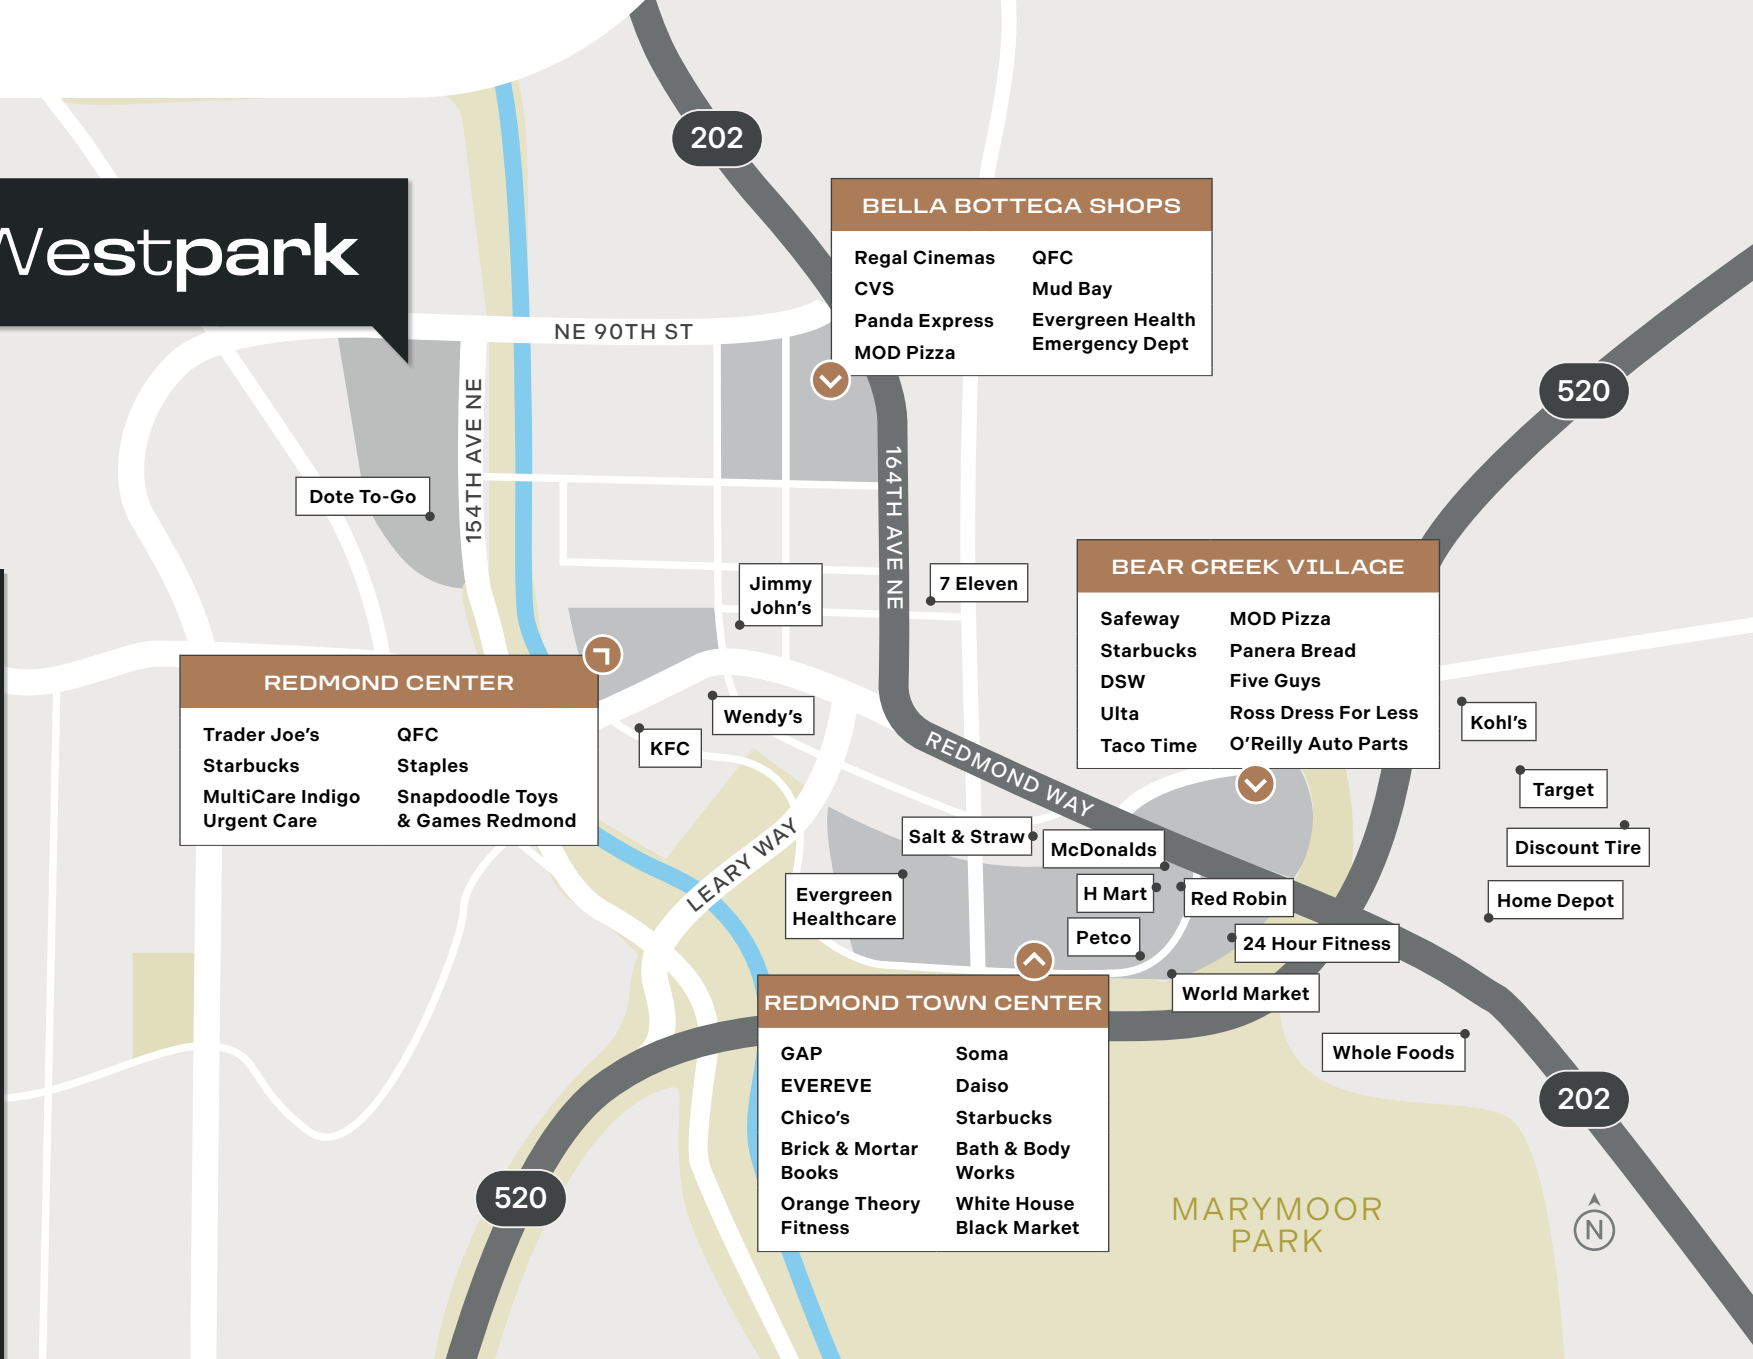 202
Westpark
BELLA BOTTEGA SHOPS
Regal Cinemas
CVS
Panda Express
MOD Pizza
QFC
Mud Bay
Evergreen Health
Emergency Dept
NE 90TH ST
520
154TH AVE NE
164TH AVE NE
Dote To-Go
Jimmy
John's
7 Eleven
BEAR CREEK VILLAGE
Safeway
Starbucks
DSW
Ulta
Taco Time
MOD Pizza
Panera Bread
Five Guys
Ross Dress For Less
O'Reilly Auto Parts
REDMOND CENTER
Trader Joe's
Starbucks
MultiCare Indigo
Urgent Care
QFC
Staples
Snapdoodle Toys
& Games Redmond
Wendy's
KFC
REDMOND WAY
Kohl's
Target
Discount Tire
Home Depot
LEARY WAY
Salt & Straw
McDonalds
Evergreen
Healthcare
H Mart
Red Robin
Petco
24 Hour Fitness
World Market
Whole Foods
REDMOND TOWN CENTER
GAP
EVEREVE
Chico's
Brick & Mortar
Books
Orange Theory
Fitness
Soma
Daiso
Starbucks
Bath & Body
Works
White House
Black Market
202
520
MARYMOOR
PARK
N